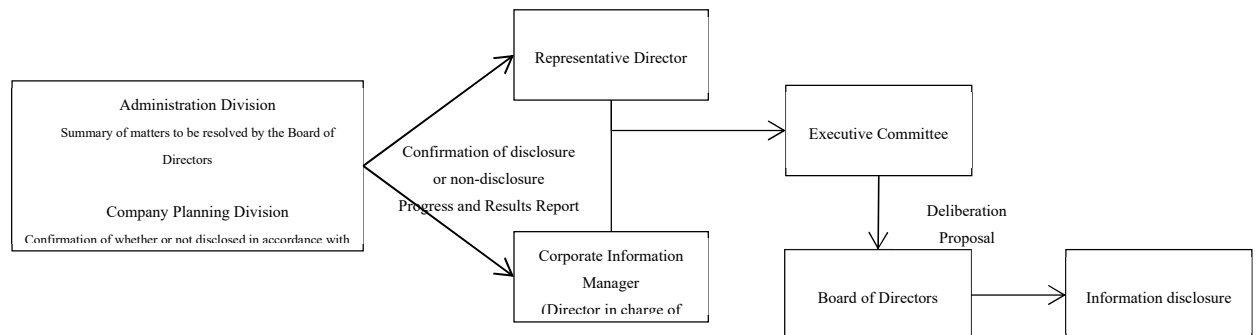 Administration Division
Summary of matters to be resolved by the Board of
Directors
Company Planning Division
Confirmation of whether or not disclosed in accordance with
Confirmation of disclosure
or non-disclosure
Progress and Results Report
Representative Director
Corporate Information
Manager
(Director in charge of
Executive Committee
Deliberation
Proposal
Board of Directors
Information disclosure